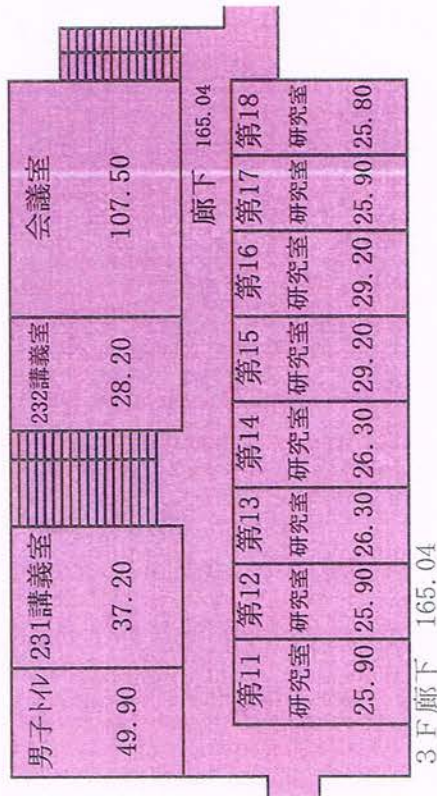 男子トイレ
49.90
231講義室
37.20
232講義室
28.20
会議室
107.50
廊下 165.04
第11
研究室
25.90
第12
研究室
25.90
第13
研究室
26.30
第14
研究室
26.30
第15
研究室
29.20
第16
研究室
29.20
第17
研究室
25.90
第18
研究室
25.80
3F廊下 165.04